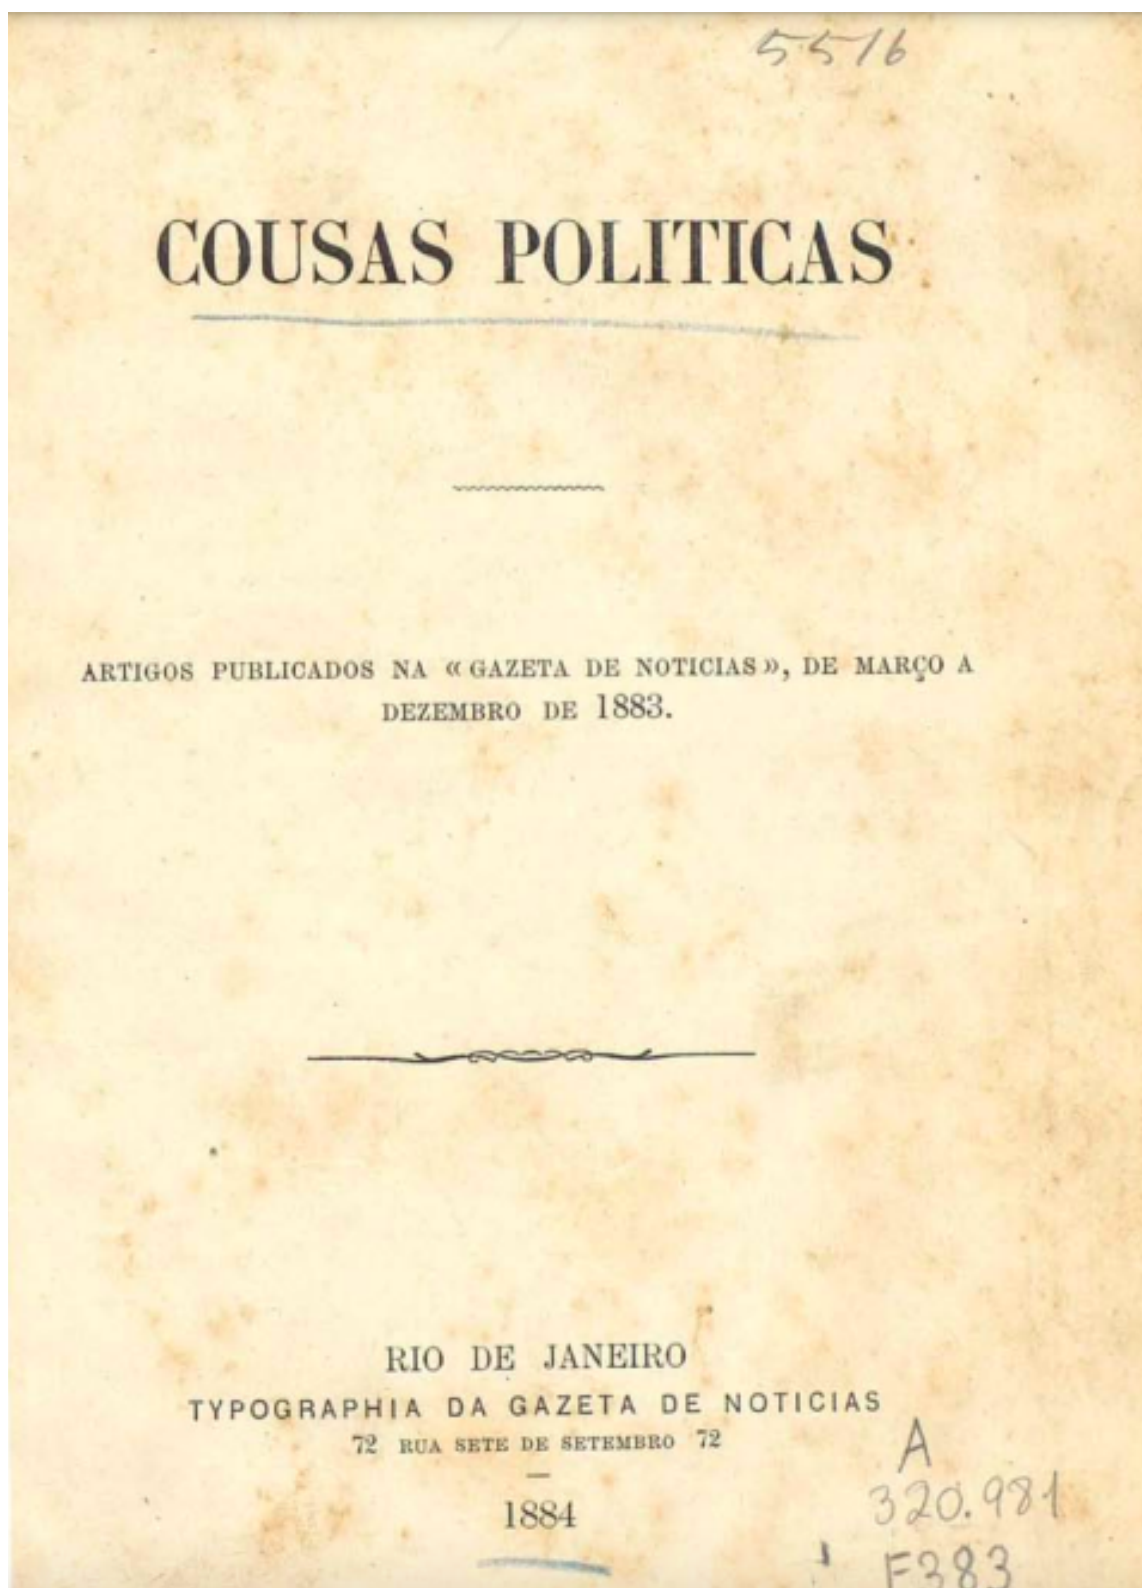 5516
COUSAS POLITICAS
ARTIGOS PUBLICADOS NA «GAZETA DE NOTICIAS», DE MARÇO A
DEZEMBRO DE 1883.
RIO DE JANEIRO
TYPOGRAPHIA DA GAZETA DE NOTICIAS
72 RUA SETE DE SETEMBRO 72
1884
A
320.981
F383